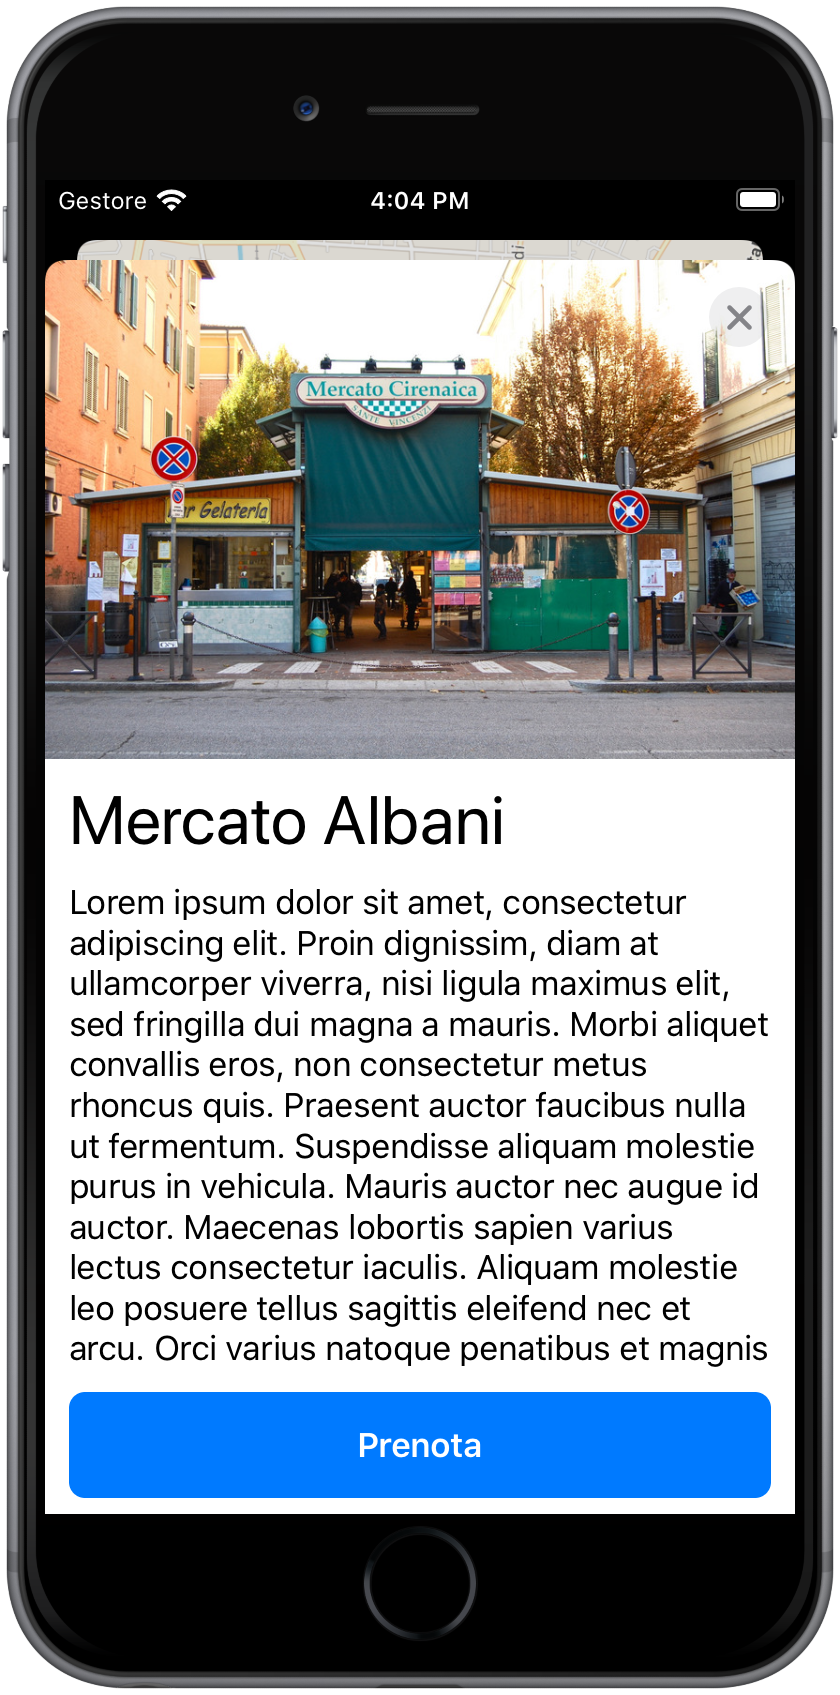 Gestore
4:04 PM
di
Mercato Cirenaica
SANTE VINCENZI
Bar Gelateria
Mercato Albani
Lorem ipsum dolor sit amet, consectetur
adipiscing elit. Proin dignissim, diam at
ullamcorper viverra, nisi ligula maximus elit,
sed fringilla dui magna a mauris. Morbi aliquet
convallis eros, non consectetur metus
rhoncus quis. Praesent auctor faucibus nulla
ut fermentum. Suspendisse aliquam molestie
purus in vehicula. Mauris auctor nec augue id
auctor. Maecenas lobortis sapien varius
lectus consectetur iaculis. Aliquam molestie
leo posuere tellus sagittis eleifend nec et
arcu. Orci varius natoque penatibus et magnis
Prenota